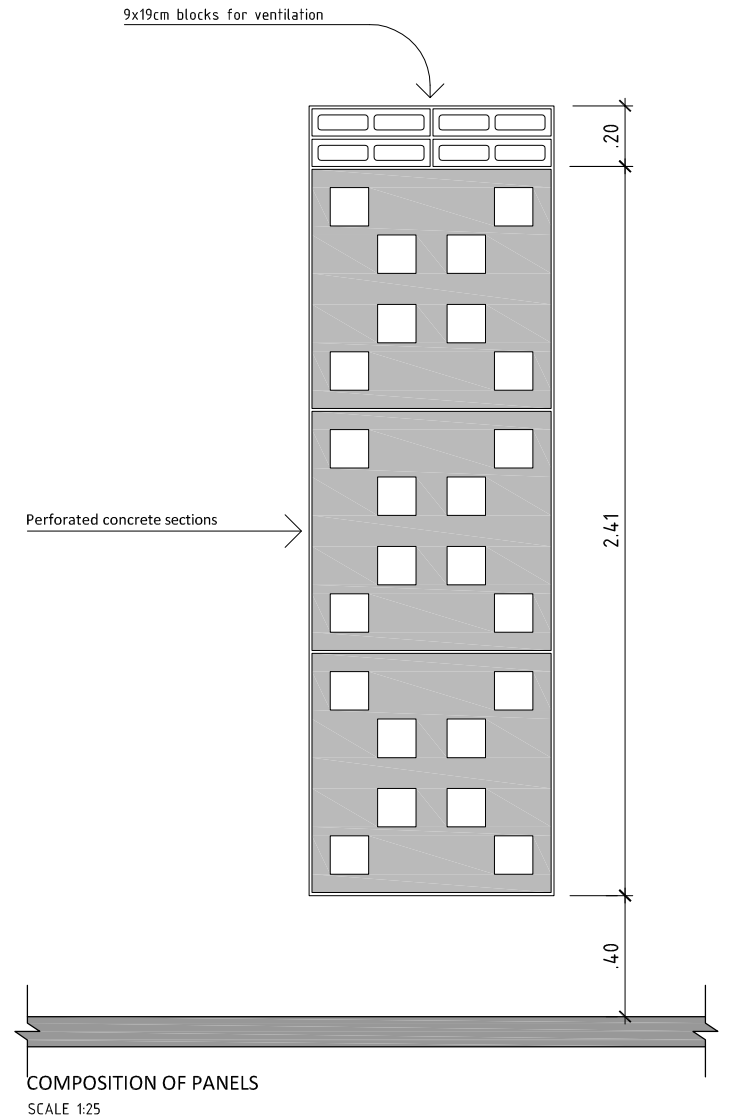 9x19cm blocks for ventilation
.20
2.41
Perforated concrete sections
.40
COMPOSITION OF PANELS
SCALE 1:25